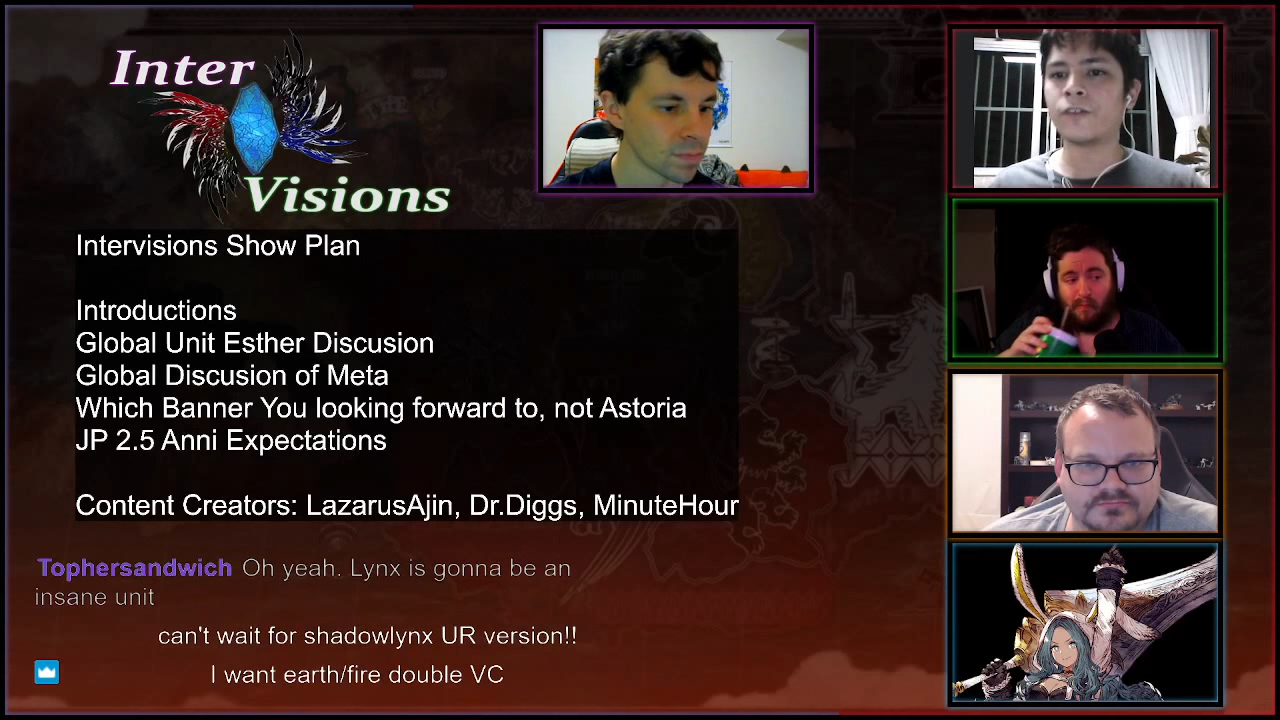 Inter
Visions
Intervisions Show Plan
Introductions
Global Unit Esther Discusion
Global Discusion of Meta
Which Banner You looking forward to, not Astoria
JP 2.5 Anni Expectations
Content Creators: LazarusAjin, Dr.Diggs, MinuteHour
Tophersandwich Oh yeah. Lynx is gonna be an
insane unit
can't wait for shadowlynx UR version!!
I want earth/fire double VC